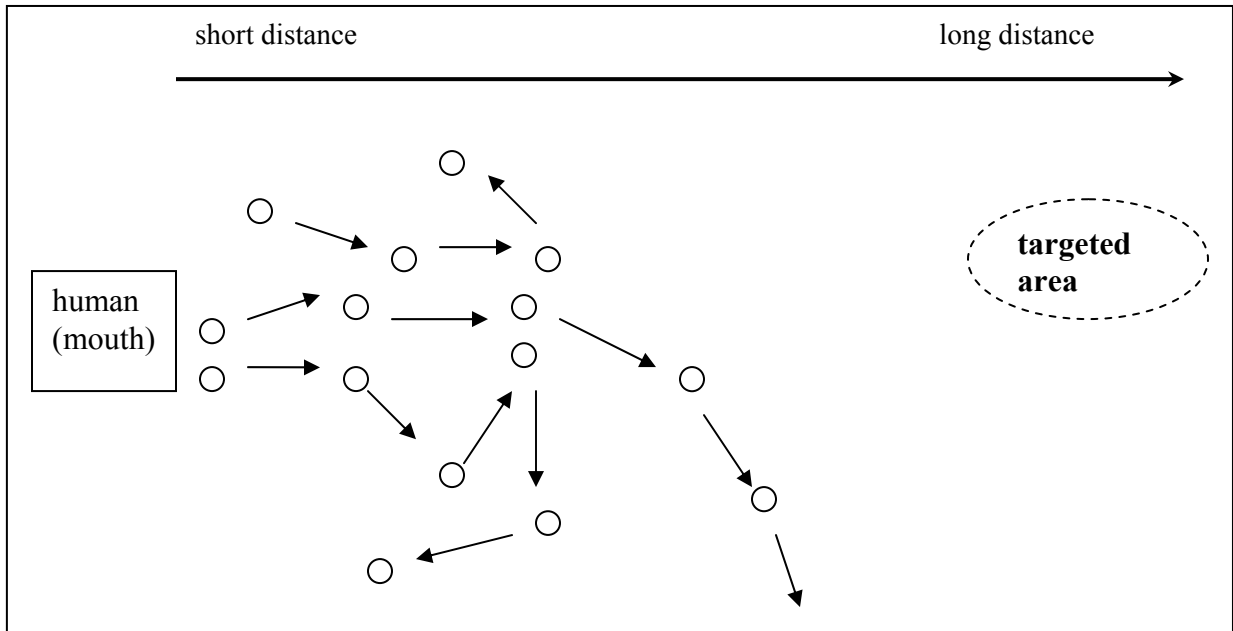 short distance
long distance
human
(mouth)
targeted
area